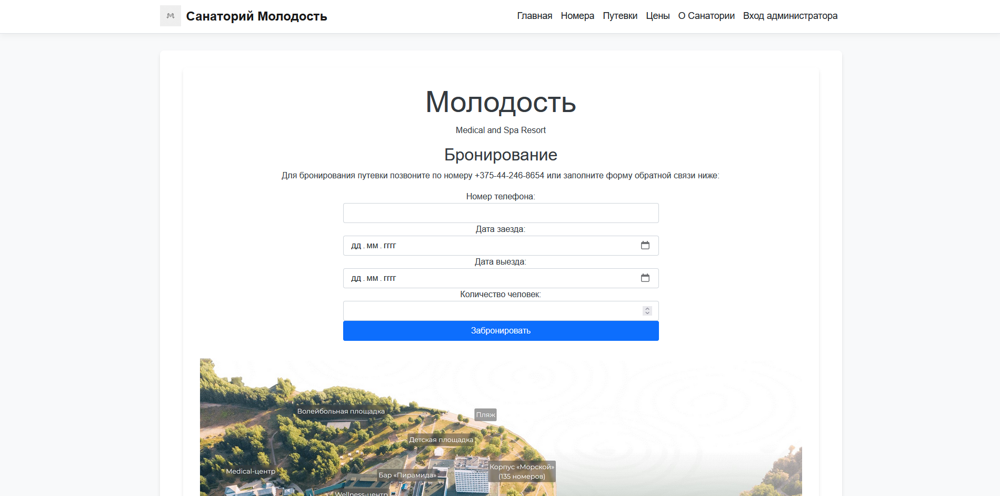 Санаторий Молодость
Главная Номера Путевки Цены О Санатории Вход администратора
Молодость
Medical and Spa Resort
Бронирование
Для бронирования путевки позвоните по номеру +375-44-246-8654 или заполните форму обратной связи ниже:
Номер телефона:
Дата заезда:
дд.мм.гггг
Дата выезда:
дд.мм.гггг
Количество человек:
Забронировать
Волейбольная площадка
Пляж
Детская площадка
Корпус «Морской»
(135 номеров)
Medical-центр
Бар «Пирамида»
Wellness-центр